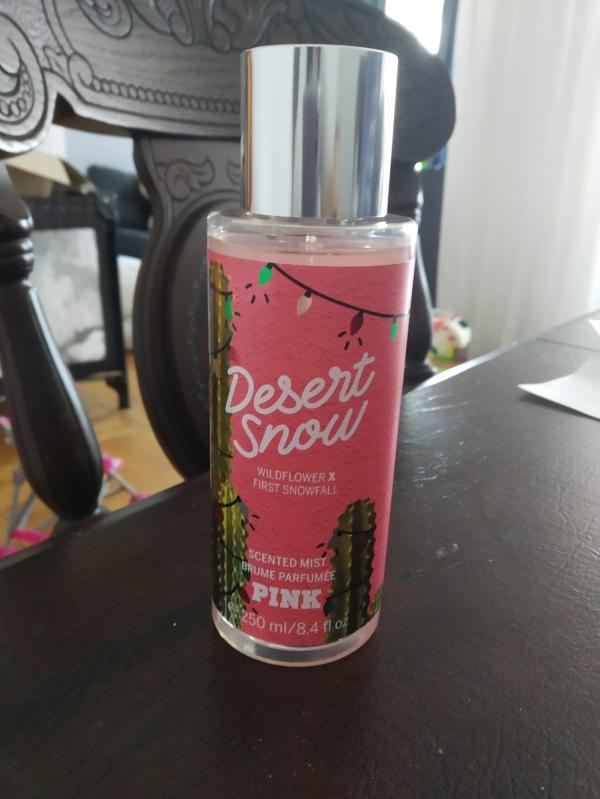 Desert
Snow
WILDFLOWER X
FIRST SNOWFALL
SCENTED MIST
BRUME PARFUMÉE
PINK
250 ml/8.4 fl oz